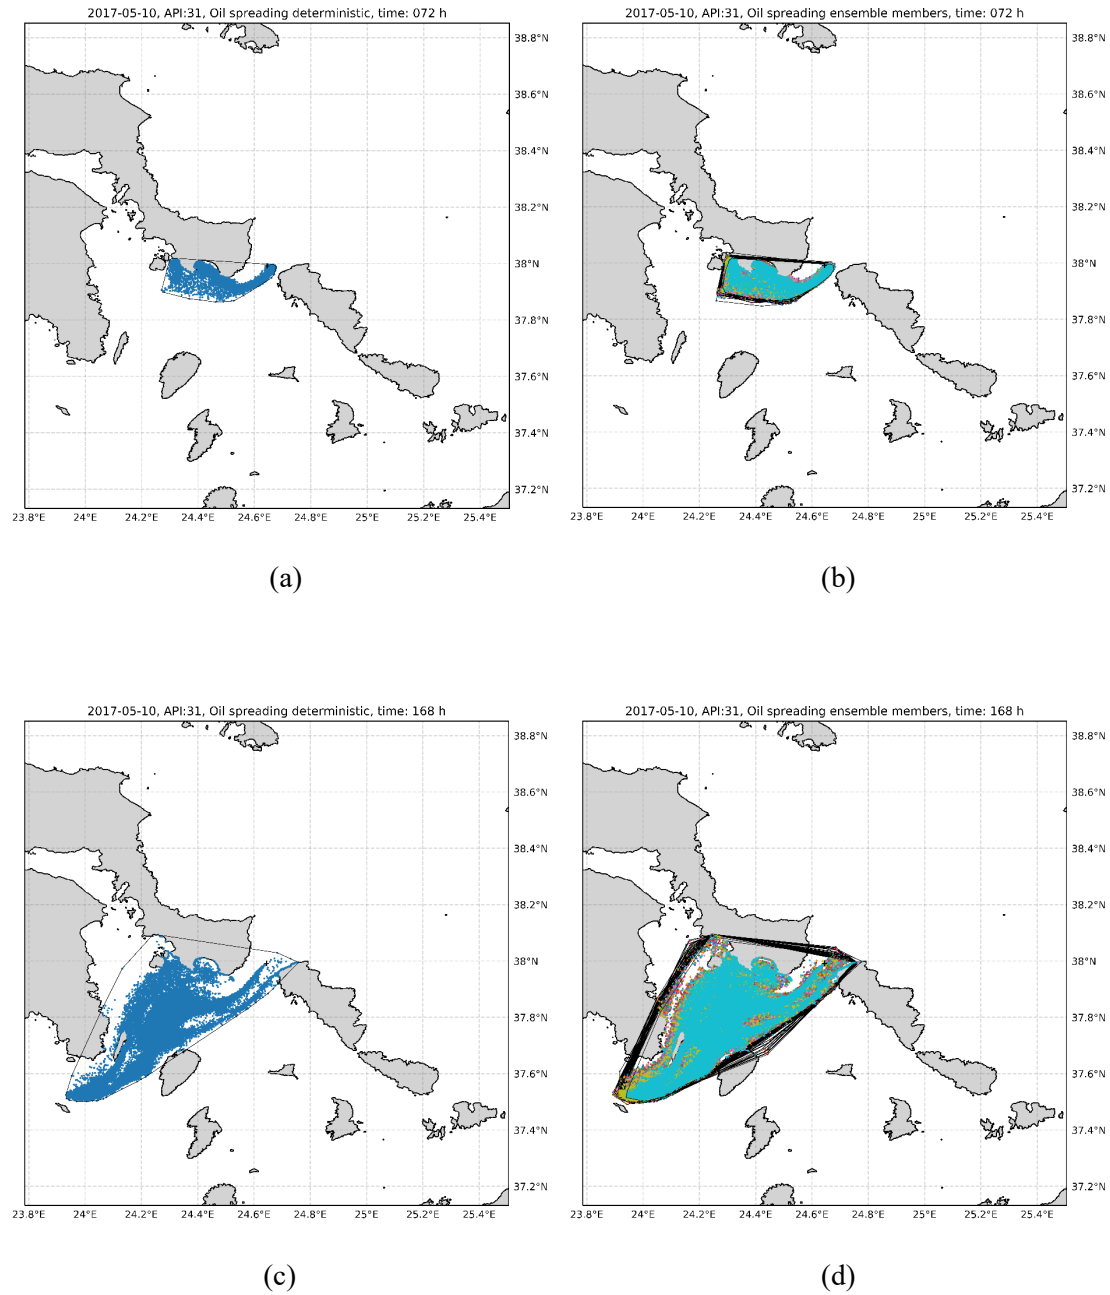 2017-05-10, API:31, Oil spreading deterministic, time: 072 h
38.8°N
38.6°N
38.4°N
38.2°N
38°N
37.8°N
37.6°N
37.4°N
37.2°N
23.8°E 24°E 24.2°E 24.4°E 24.6°E 24.8°E 25°E 25.2°E 25.4°E
(a)
2017-05-10, API:31, Oil spreading ensemble members, time: 072 h
38.8°N
38.6°N
38.4°N
38.2°N
38°N
37.8°N
37.6°N
37.4°N
37.2°N
23.8°E 24°E 24.2°E 24.4°E 24.6°E 24.8°E 25°E 25.2°E 25.4°E
(b)
2017-05-10, API:31, Oil spreading deterministic, time: 168 h
38.8°N
38.6°N
38.4°N
38.2°N
38°N
37.8°N
37.6°N
37.4°N
37.2°N
23.8°E 24°E 24.2°E 24.4°E 24.6°E 24.8°E 25°E 25.2°E 25.4°E
(c)
2017-05-10, API:31, Oil spreading ensemble members, time: 168 h
38.8°N
38.6°N
38.4°N
38.2°N
38°N
37.8°N
37.6°N
37.4°N
37.2°N
23.8°E 24°E 24.2°E 24.4°E 24.6°E 24.8°E 25°E 25.2°E 25.4°E
(d)